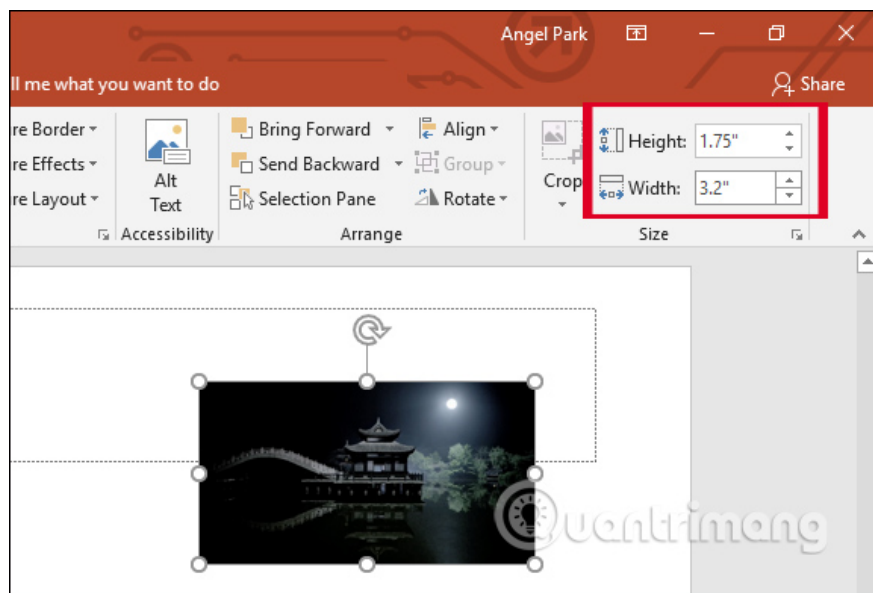 Angel Park
ll me what you want to do
Share
re Border
Bring Forward
Align
Height:
1.75"
re Effects
Send Backward
Group
Alt
Text
Crop
Width:
3.2"
re Layout
Selection Pane
Rotate
Accessibility
Arrange
Size
Quantrimang